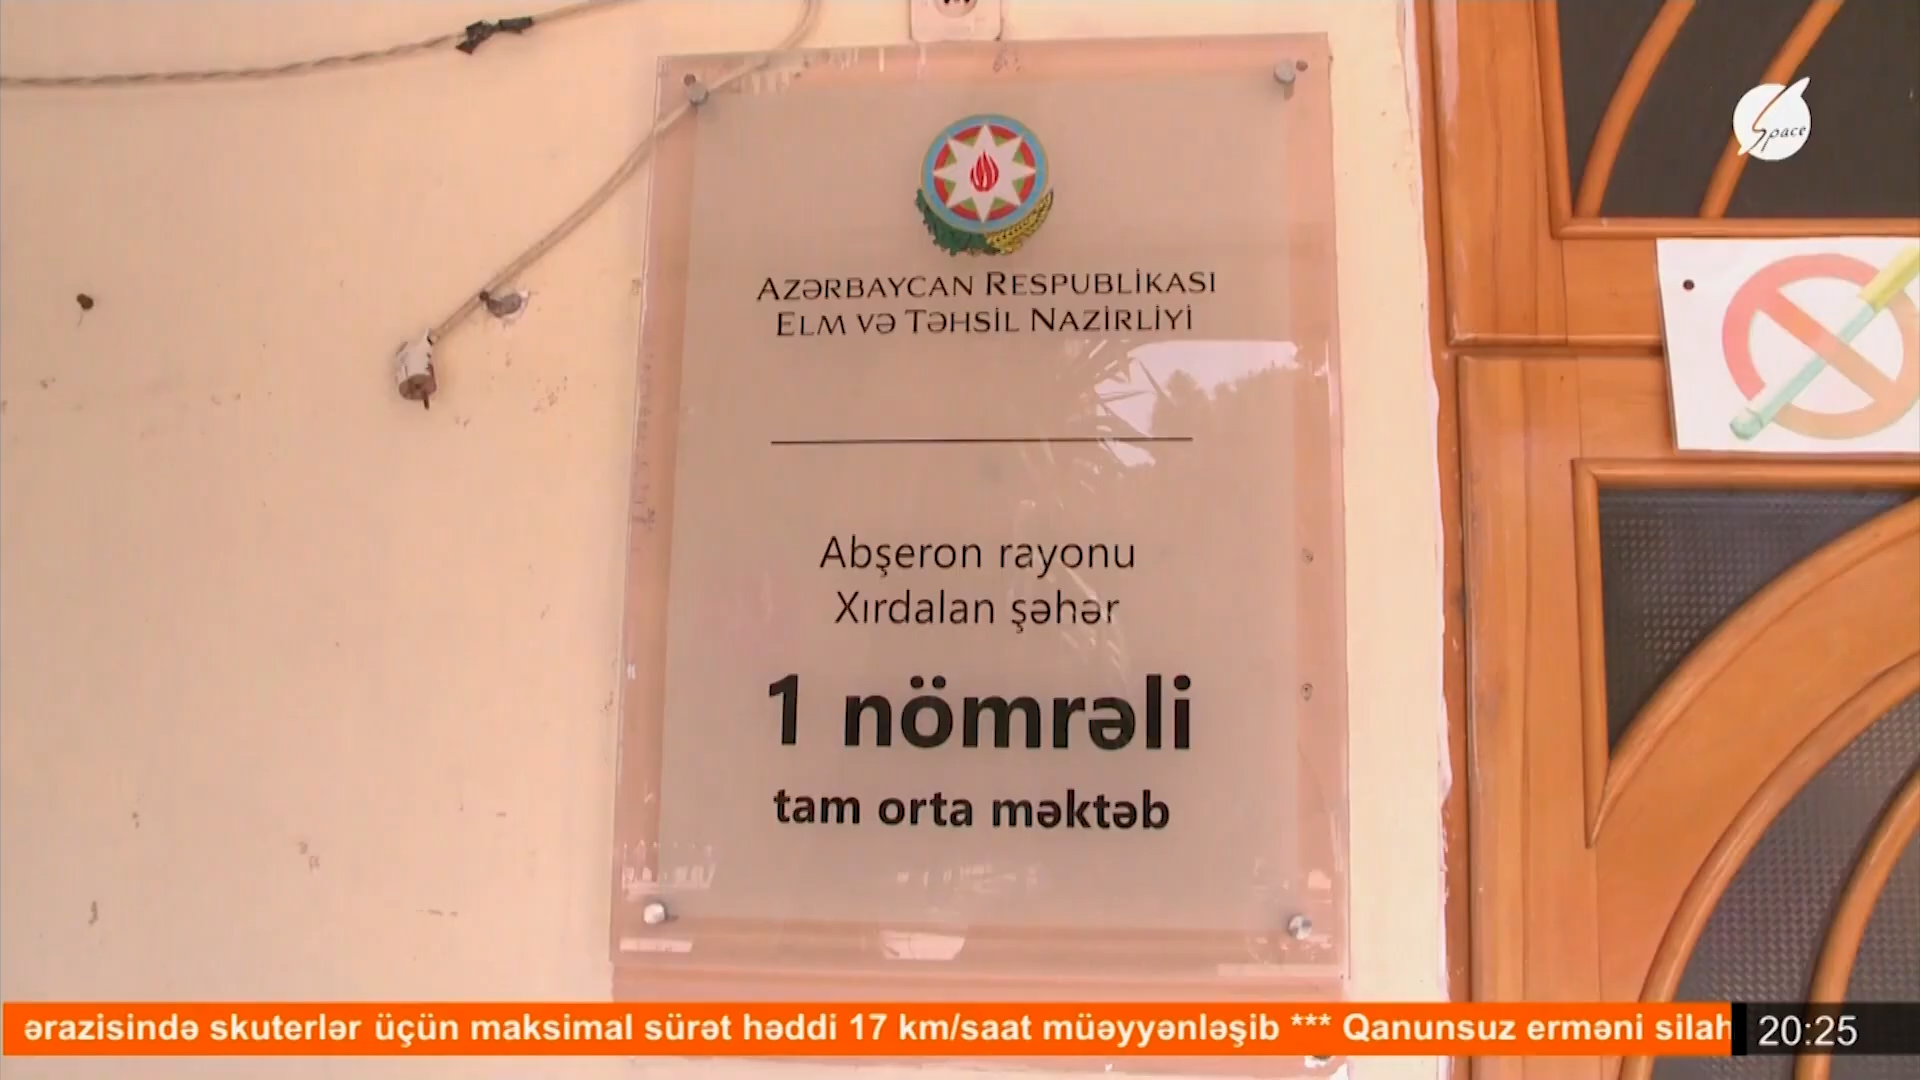 Space
AZƏRBAYCAN RESPUBLİKASI
ELM VƏ TƏHSİL NAZİRLİYİ
Abşeron rayonu
Xırdalan şəhər
1 nömrəli
tam orta məktəb
ərazisində skuterlər üçün maksimal sürət həddi 17 km/saat müəyyənləşib *** Qanunsuz erməni silah
20:25